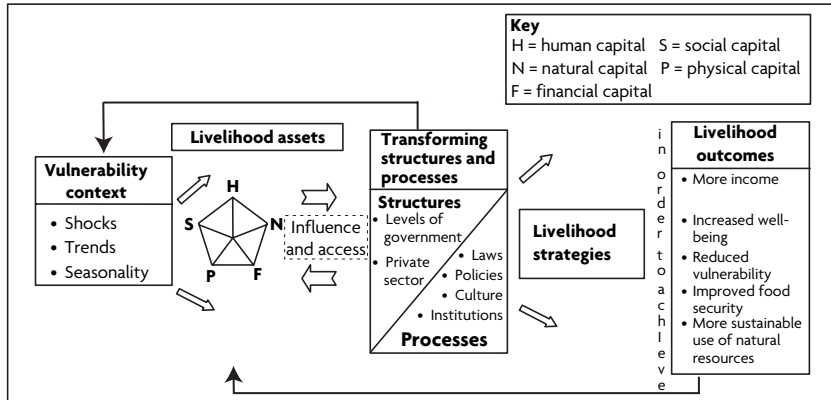 Key
H = human capital S = social capital
N = natural capital P = physical capital
F = financial capital
Livelihood assets
Vulnerability
context
• Shocks
• Trends
• Seasonality
H
S
N
P
F
Influence
and access
Transforming
structures and
processes
Structures
• Levels of
government
• Private
sector
• Laws
• Policies
• Culture
• Institutions
Processes
Livelihood
strategies
in order to achleve
Livelihood
outcomes
• More income
• Increased well-
being
• Reduced
vulnerability
• Improved food
security
• More sustainable
use of natural
resources